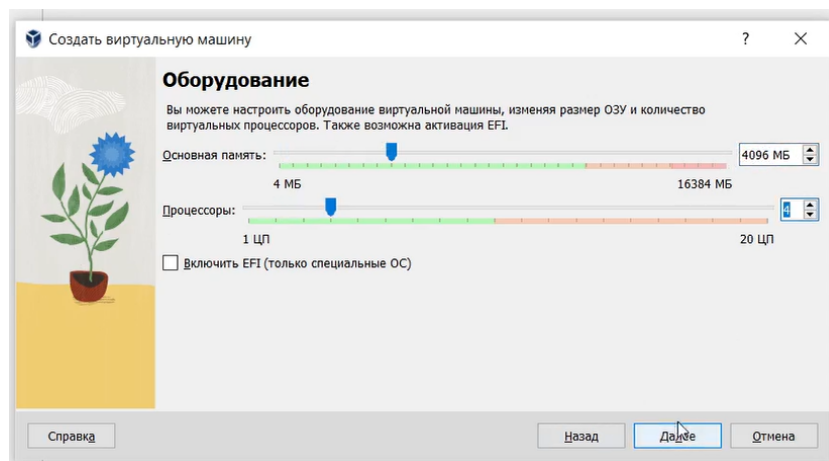 Создать виртуальную машину
?
Оборудование
Вы можете настроить оборудование виртуальной машины, изменяя размер ОЗУ и количество
виртуальных процессоров. Также возможна активация EFI.
Основная память:
4096 МБ
4 МБ
16384 МБ
Процессоры:
4
1 ЦП
20 ЦП
Включить EFI (только специальные ОС)
Справка
Назад
Далее
Отмена